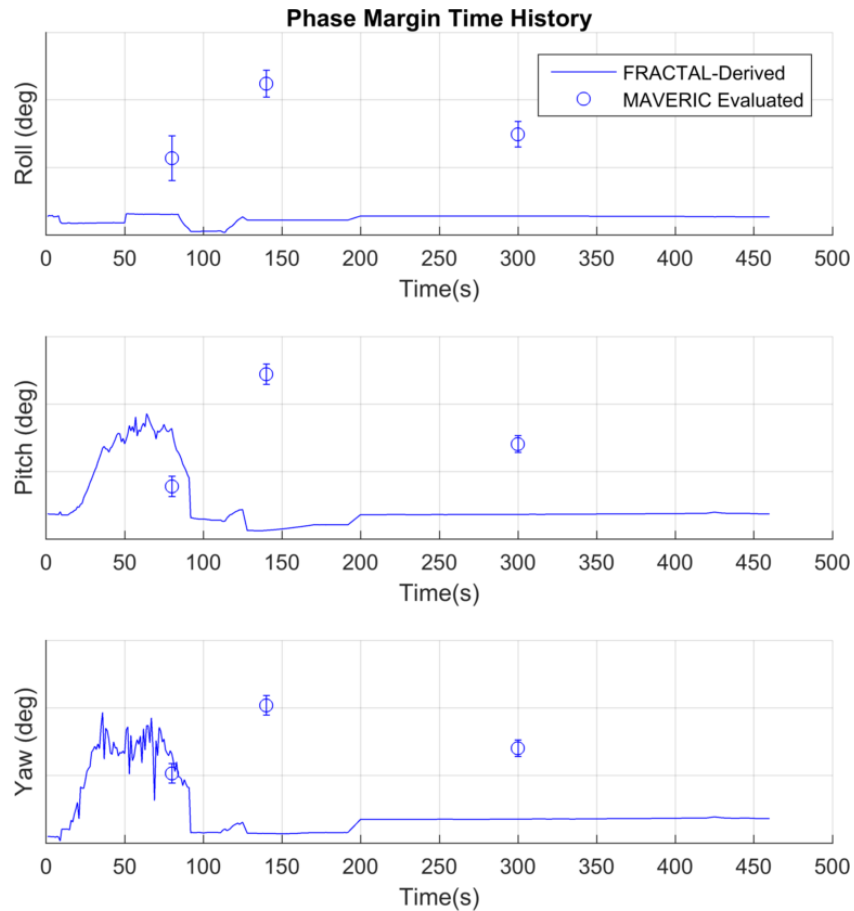 Phase Margin Time History
FRACTAL-Derived
MAVERIC Evaluated
Roll (deg)
0 50 100 150 200 250 300 350 400 450 500
Time(s)
Pitch (deg)
0 50 100 150 200 250 300 350 400 450 500
Time(s)
Yaw (deg)
0 50 100 150 200 250 300 350 400 450 500
Time(s)